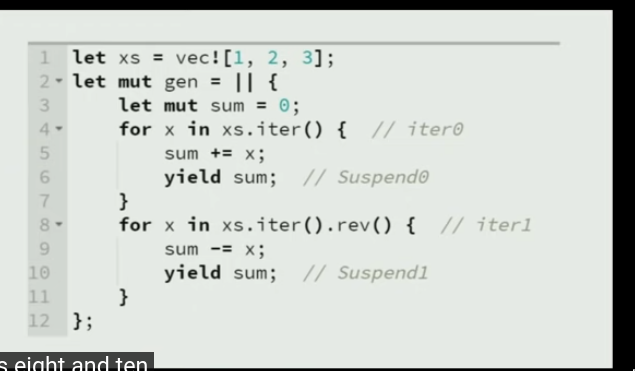 1 let xs = vec![1, 2, 3];
2 let mut gen = || {
3 let mut sum = 0;
4 for x in xs.iter() { // iter0
5 sum += x;
6 yield sum; // Suspend0
7 }
8 for x in xs.iter().rev() { // iter1
9 sum -= x;
10 yield sum; // Suspend1
11 }
12 };
eight and ten